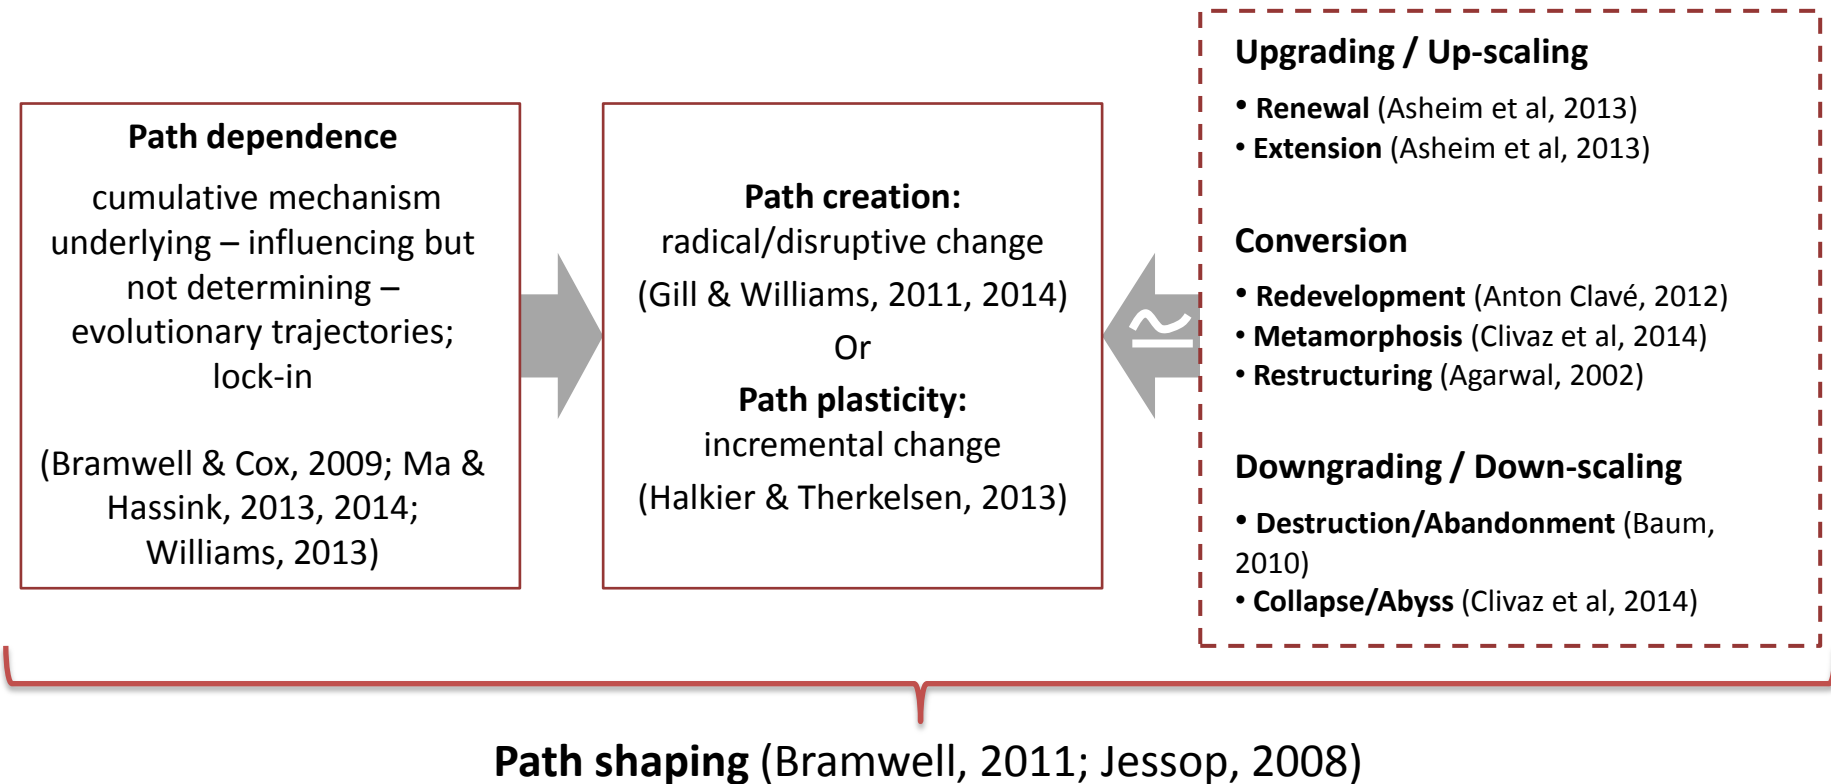 Path dependence
cumulative mechanism
underlying – influencing but
not determining –
evolutionary trajectories;
lock-in
(Bramwell & Cox, 2009; Ma &
Hassink, 2013, 2014;
Williams, 2013)
Path creation:
radical/disruptive change
(Gill & Williams, 2011, 2014)
Or
Path plasticity:
incremental change
(Halkier & Therkelsen, 2013)
Upgrading / Up-scaling
• Renewal (Asheim et al, 2013)
• Extension (Asheim et al, 2013)
Conversion
• Redevelopment (Anton Clavé, 2012)
• Metamorphosis (Clivaz et al, 2014)
• Restructuring (Agarwal, 2002)
Downgrading / Down-scaling
• Destruction/Abandonment (Baum,
2010)
• Collapse/Abyss (Clivaz et al, 2014)
Path shaping (Bramwell, 2011; Jessop, 2008)